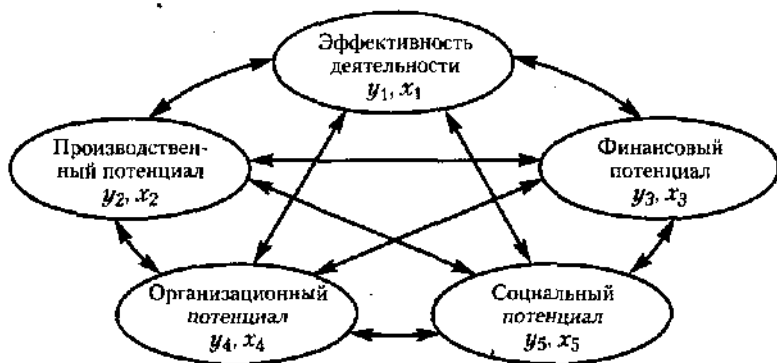 Эффективность
деятельности
y1, x1
Производствен-
ный потенциал
y2, x2
Финансовый
потенциал
y3, x3
Организационный
потенциал
y4, x4
Социальный
потенциал
y5, x5